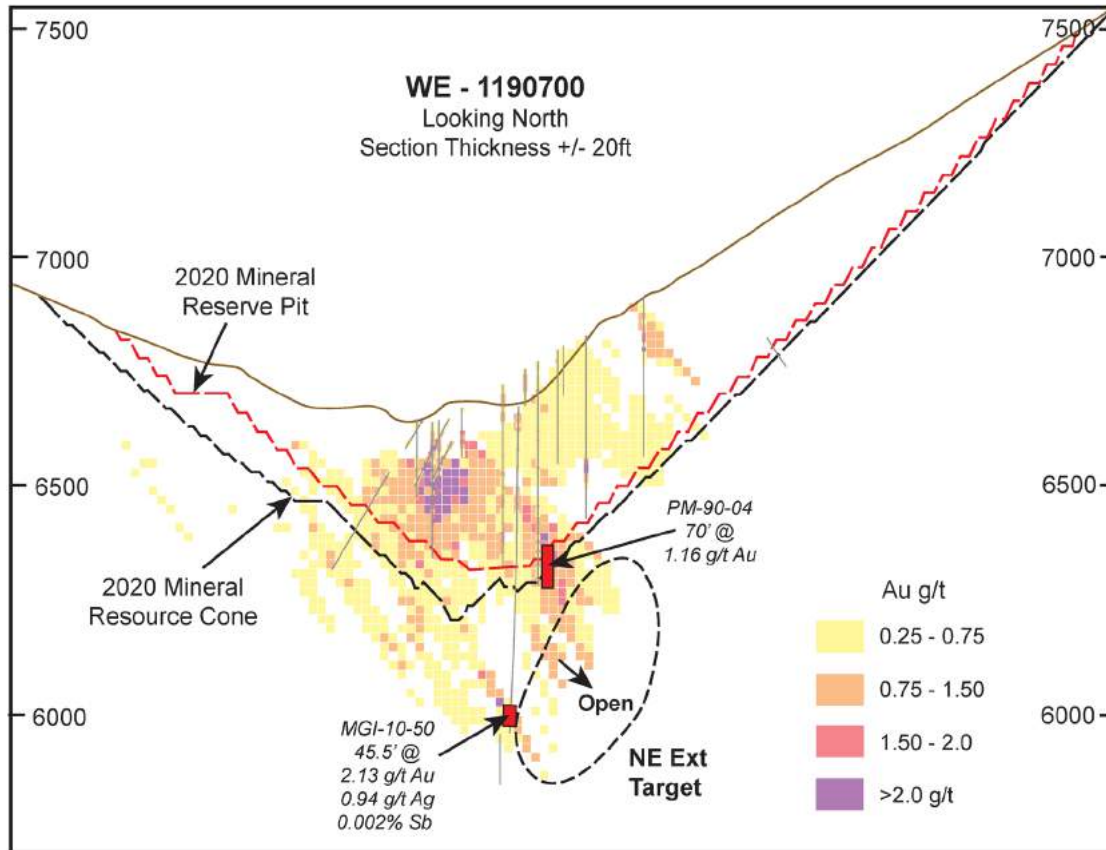 WE - 1190700
Looking North
Section Thickness +/- 20ft
7500
7000
6500
6000
7500
7000
6500
6000
2020 Mineral
Reserve Pit
2020 Mineral
Resource Cone
PM-90-04
70' @
1.16 g/t Au
MGI-10-50
45.5' @
2.13 g/t Au
0.94 g/t Ag
0.002% Sb
Open
NE Ext
Target
Au g/t
0.25 - 0.75
0.75 - 1.50
1.50 - 2.0
>2.0 g/t